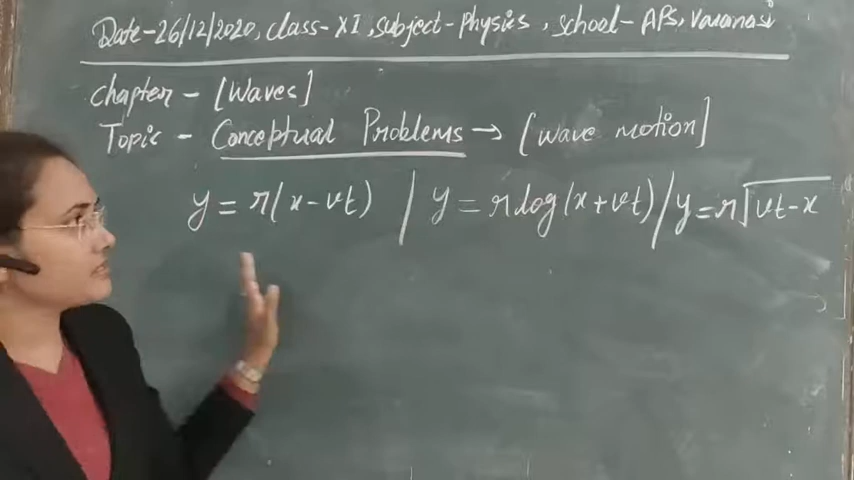 Date-26/12/2020, class-XI, subject-Physics, school-APS, Varanasi
Chapter - [Waves]
Topic - Conceptual Problems → [wave motion]
y = r(x-vt) / y = r log(x+vt) / y = r√vt-x